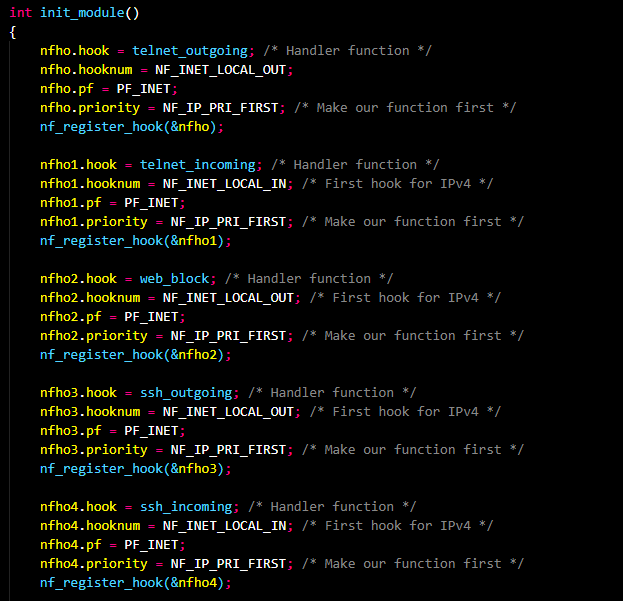 int init_module()
{
nfho.hook = telnet_outgoing; /* Handler function */
nfho.hooknum = NF_INET_LOCAL_OUT;
nfho.pf = PF_INET;
nfho.priority = NF_IP_PRI_FIRST; /* Make our function first */
nf_register_hook(&nfho);
nfho1.hook = telnet_incoming; /* Handler function */
nfho1.hooknum = NF_INET_LOCAL_IN; /* First hook for IPv4 */
nfho1.pf = PF_INET;
nfho1.priority = NF_IP_PRI_FIRST; /* Make our function first */
nf_register_hook(&nfho1);
nfho2.hook = web_block; /* Handler function */
nfho2.hooknum = NF_INET_LOCAL_OUT; /* First hook for IPv4 */
nfho2.pf = PF_INET;
nfho2.priority = NF_IP_PRI_FIRST; /* Make our function first */
nf_register_hook(&nfho2);
nfho3.hook = ssh_outgoing; /* Handler function */
nfho3.hooknum = NF_INET_LOCAL_OUT; /* First hook for IPv4 */
nfho3.pf = PF_INET;
nfho3.priority = NF_IP_PRI_FIRST; /* Make our function first */
nf_register_hook(&nfho3);
nfho4.hook = ssh_incoming; /* Handler function */
nfho4.hooknum = NF_INET_LOCAL_IN; /* First hook for IPv4 */
nfho4.pf = PF_INET;
nfho4.priority = NF_IP_PRI_FIRST; /* Make our function first */
nf_register_hook(&nfho4);